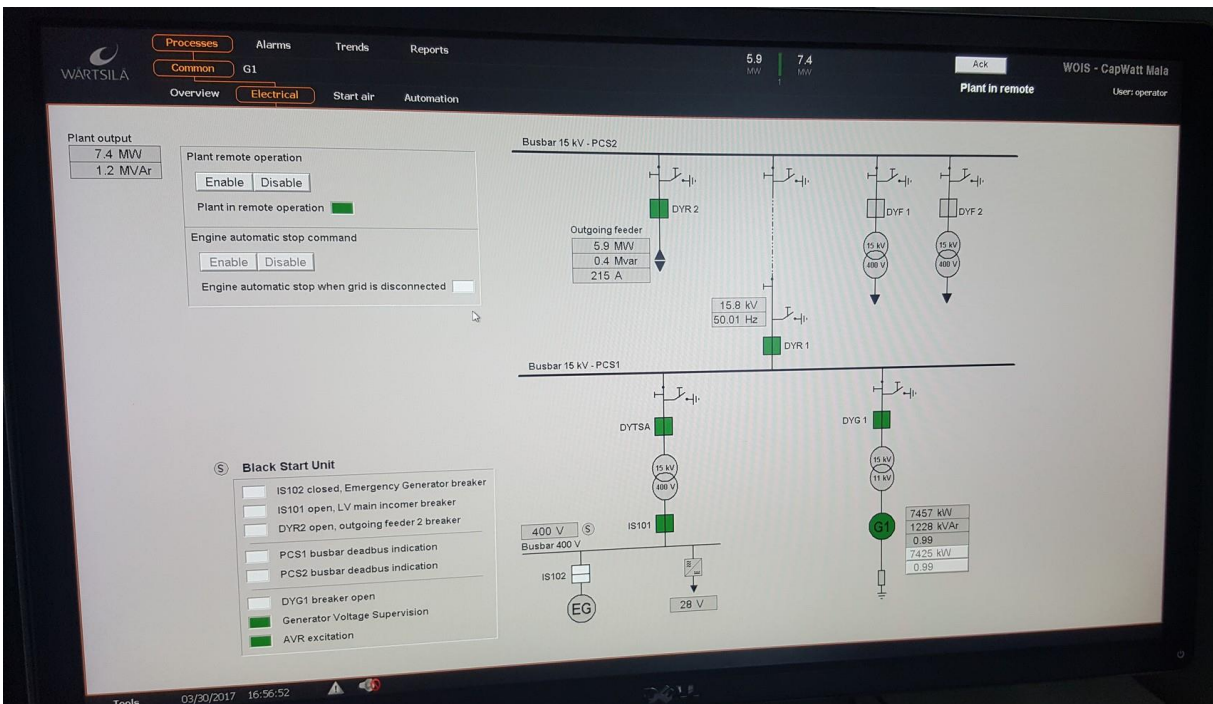 WÄRTSILÄ
Processes Alarms Trends Reports
Common G1
Overview Electrical Start air Automation
5.9 7.4
MW MW
Ack
Plant in remote
WOIS - CapWatt Maia
User: operator
Plant output
7.4 MW
1.2 MVAr
Plant remote operation
Enable Disable
Plant in remote operation
Engine automatic stop command
Enable Disable
Engine automatic stop when grid is disconnected
Busbar 15 kV - PCS2
DYR 2
DYF 1
DYF 2
Outgoing feeder
5.9 MW
0.4 Mvar
215 A
15 kV
400 V
15 kV
400 V
15.8 kV
50.01 Hz
DYR 1
Busbar 15 kV - PCS1
DYTSA
DYG 1
15 kV
400 V
15 kV
11 kV
IS101
G1
7457 kW
1228 kVAr
0.99
7425 kW
0.99
400 V S
Busbar 400 V
IS102
EG
28 V
S Black Start Unit
IS102 closed, Emergency Generator breaker
IS101 open, LV main incomer breaker
DYR2 open, outgoing feeder 2 breaker
PCS1 busbar deadbus indication
PCS2 busbar deadbus indication
DYG1 breaker open
Generator Voltage Supervision
AVR excitation
Tools 03/30/2017 16:56:52